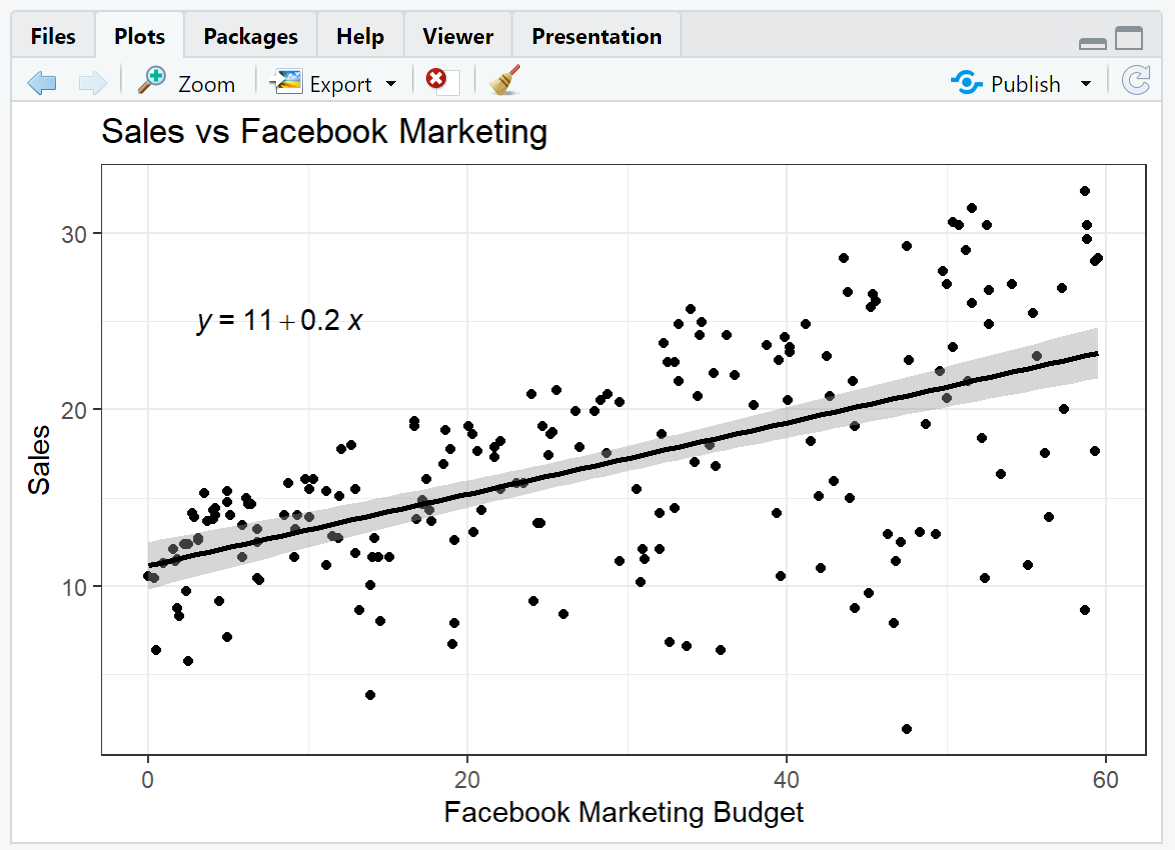 Files Plots Packages Help Viewer Presentation
Zoom Export Publish
Sales vs Facebook Marketing
30
y = 11 + 0.2 x
20
Sales
10
0 20 40 60
Facebook Marketing Budget